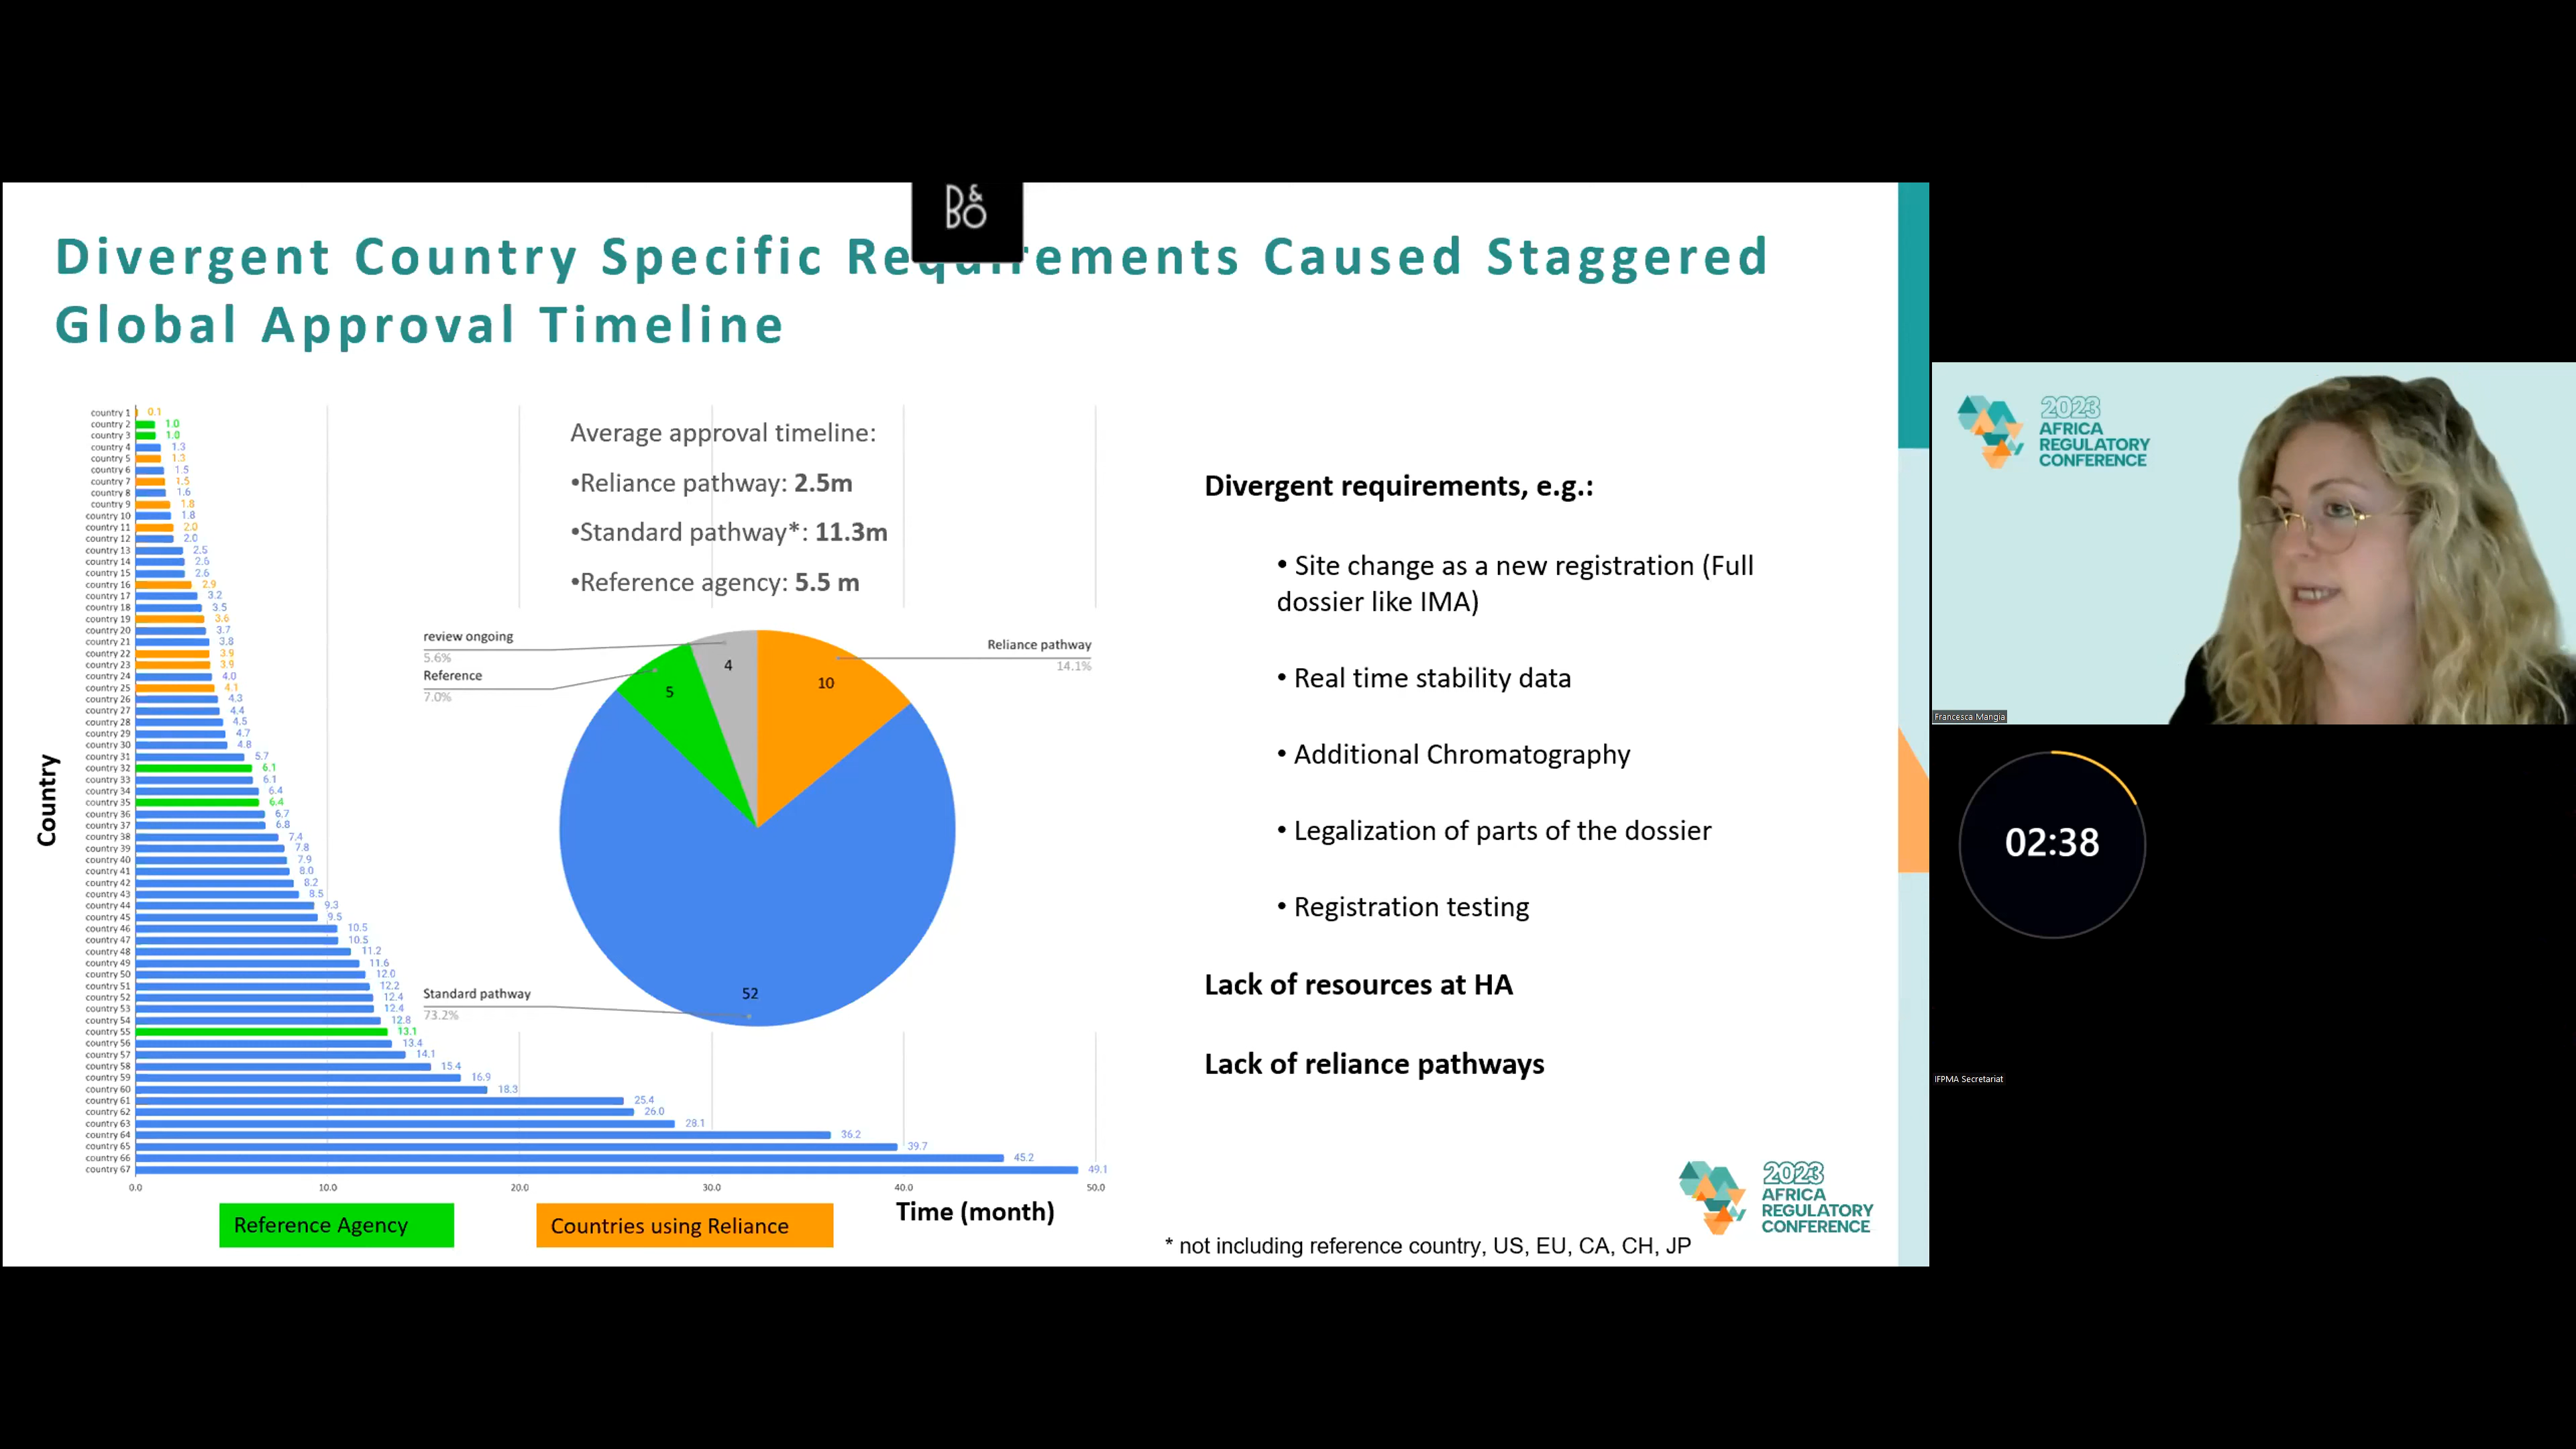 B&O
Divergent Country Specific Requirements Caused Staggered
Global Approval Timeline
Country
country 1 0.1
country 2 1.0
country 3 1.0
country 4 1.3
country 5 1.3
country 6 1.5
country 7 1.5
country 8 1.6
country 9 1.8
country 10 1.8
country 11 2.0
country 12 2.0
country 13 2.5
country 14 2.6
country 15 2.6
country 16 2.9
country 17 3.2
country 18 3.5
country 19 3.6
country 20 3.7
country 21 3.8
country 22 3.9
country 23 3.9
country 24 4.0
country 25 4.1
country 26 4.3
country 27 4.4
country 28 4.5
country 29 4.7
country 30 4.8
country 31 5.7
country 32 6.1
country 33 6.1
country 34 6.4
country 35 6.4
country 36 6.7
country 37 6.8
country 38 7.4
country 39 7.8
country 40 7.9
country 41 8.0
country 42 8.2
country 43 8.5
country 44 9.3
country 45 9.5
country 46 10.5
country 47 10.5
country 48 11.2
country 49 11.6
country 50 12.0
country 51 12.2
country 52 12.4
country 53 12.4
country 54 12.8
country 55 13.1
country 56 13.4
country 57 14.1
country 58 15.4
country 59 16.9
country 60 18.3
country 61 25.4
country 62 26.0
country 63 28.1
country 64 36.2
country 65 39.7
country 66 45.2
country 67 49.1
0.0 10.0 20.0 30.0 40.0 50.0
Time (month)
Reference Agency
Countries using Reliance
Average approval timeline:
•Reliance pathway: 2.5m
•Standard pathway*: 11.3m
•Reference agency: 5.5 m
review ongoing
5.6%
Reference
7.0%
Reliance pathway
14.1%
Standard pathway
73.2%
4
5
10
52
Divergent requirements, e.g.:
• Site change as a new registration (Full
dossier like IMA)
• Real time stability data
• Additional Chromatography
• Legalization of parts of the dossier
• Registration testing
Lack of resources at HA
Lack of reliance pathways
2023
AFRICA
REGULATORY
CONFERENCE
* not including reference country, US, EU, CA, CH, JP
2023
AFRICA
REGULATORY
CONFERENCE
Francesca Mangia
02:38
IFPMA Secretariat